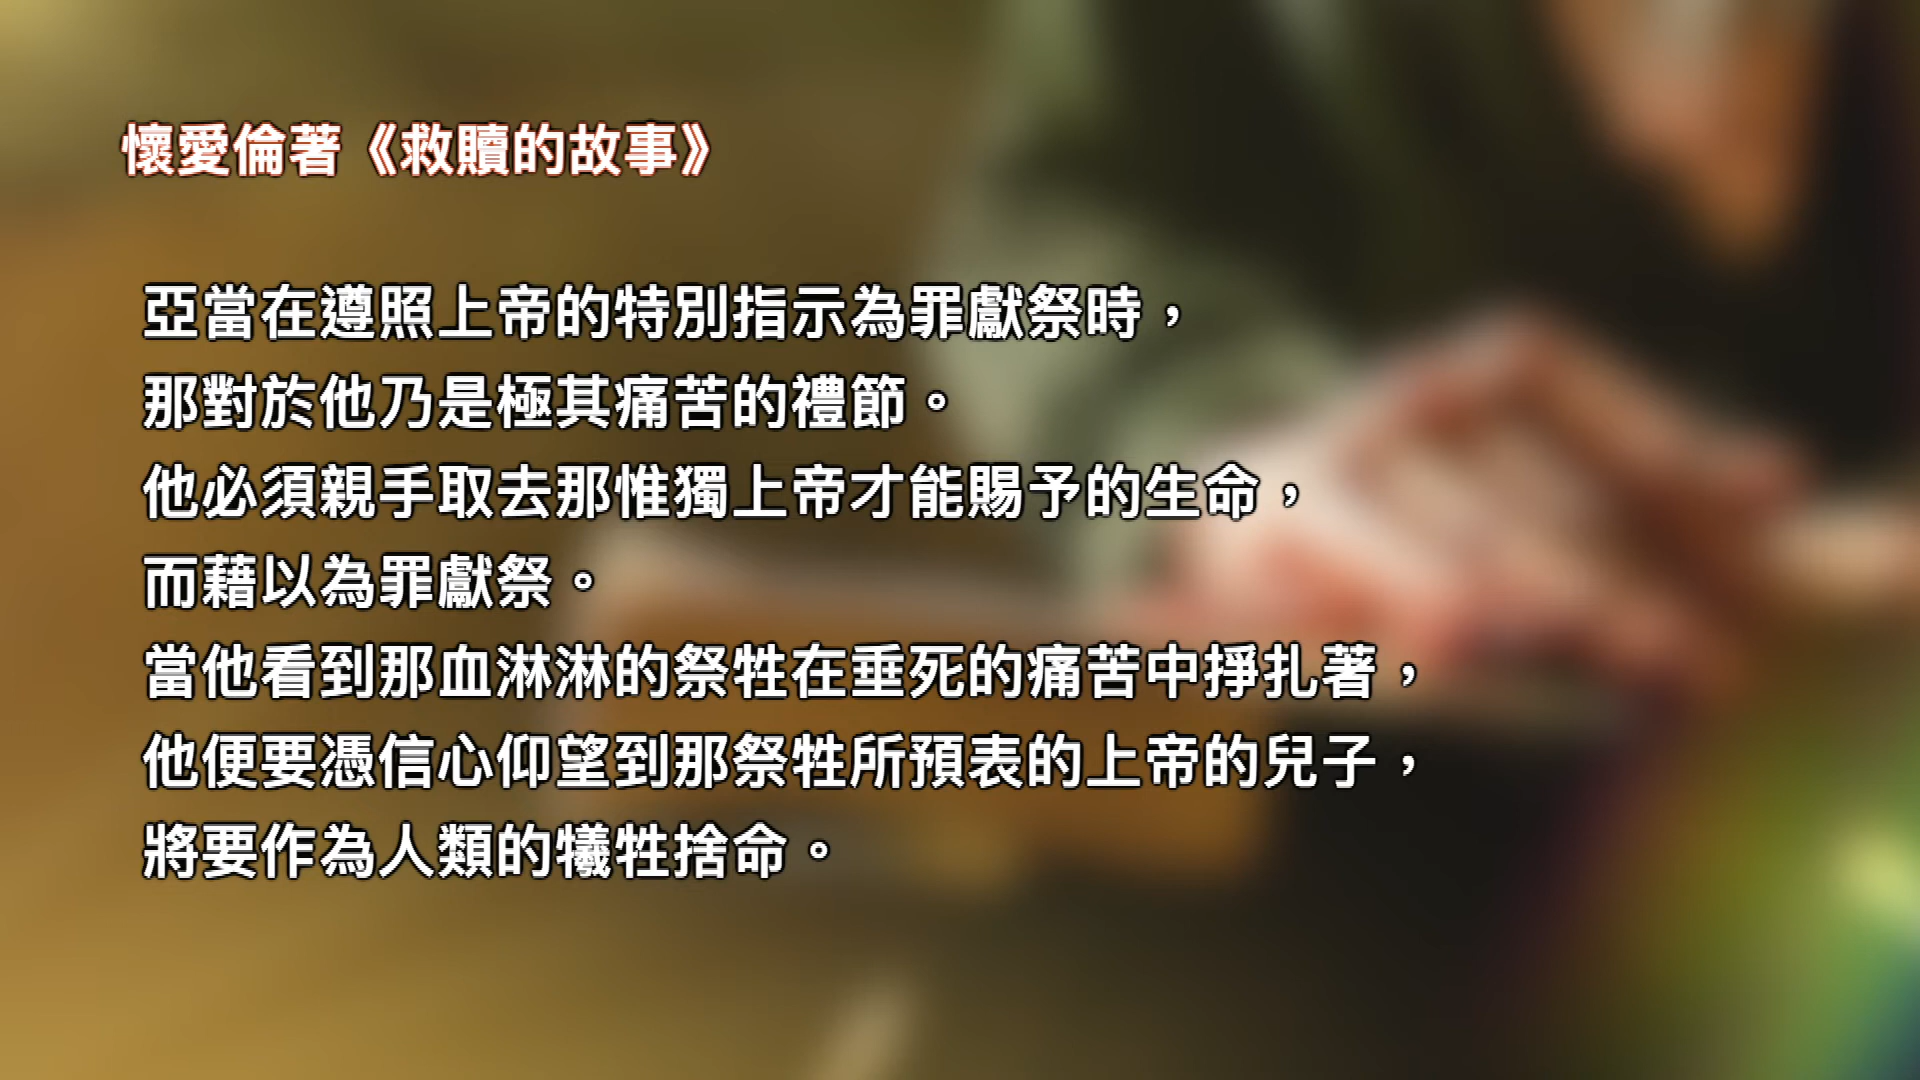 懷愛倫著《救贖的故事》
亞當在遵照上帝的特別指示為罪獻祭時，
那對於他乃是極其痛苦的禮節。
他必須親手取去那惟獨上帝才能賜予的生命，
而藉以為罪獻祭。
當他看到那血淋淋的祭牲在垂死的痛苦中掙扎著，
他便要憑信心仰望到那祭牲所預表的上帝的兒子，
將要作為人類的犧牲捨命。